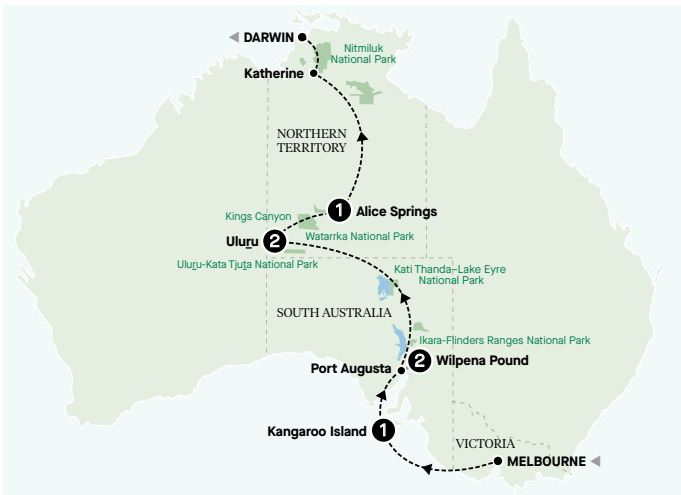 DARWIN
Nitmiluk
National Park
Katherine
NORTHERN
TERRITORY
1
Alice Springs
Kings Canyon
Uluṟu
2
Watarrka National Park
Uluṟu-Kata Tjuṯa National Park
Kati Thanda–Lake Eyre
National Park
SOUTH AUSTRALIA
Ikara-Flinders Ranges National Park
Port Augusta
2
Wilpena Pound
Kangaroo Island
1
VICTORIA
MELBOURNE